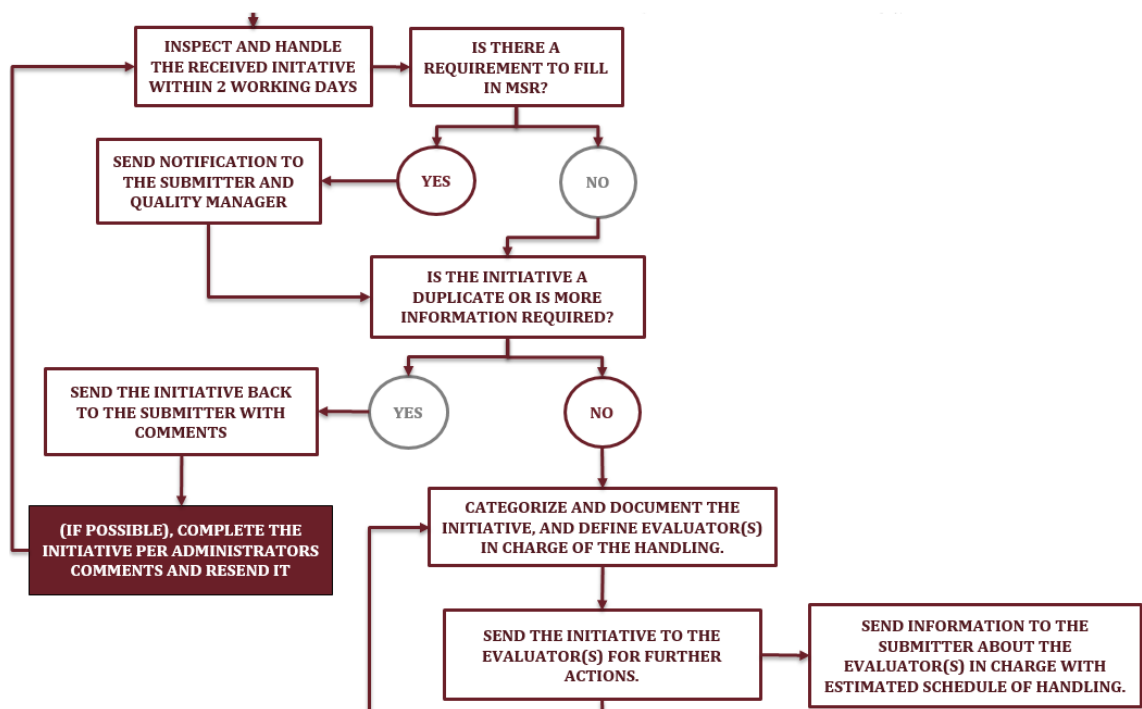 INSPECT AND HANDLE
THE RECEIVED INITATIVE
WITHIN 2 WORKING DAYS
IS THERE A
REQUIREMENT TO FILL
IN MSR?
SEND NOTIFICATION TO
THE SUBMITTER AND
QUALITY MANAGER
YES
NO
IS THE INITIATIVE A
DUPLICATE OR IS MORE
INFORMATION REQUIRED?
SEND THE INITIATIVE BACK
TO THE SUBMITTER WITH
COMMENTS
YES
NO
(IF POSSIBLE), COMPLETE THE
INITIATIVE PER ADMINISTRATORS
COMMENTS AND RESEND IT
CATEGORIZE AND DOCUMENT THE
INITIATIVE, AND DEFINE EVALUATOR(S)
IN CHARGE OF THE HANDLING.
SEND THE INITIATIVE TO THE
EVALUATOR(S) FOR FURTHER
ACTIONS.
SEND INFORMATION TO THE
SUBMITTER ABOUT THE
EVALUATOR(S) IN CHARGE WITH
ESTIMATED SCHEDULE OF HANDLING.